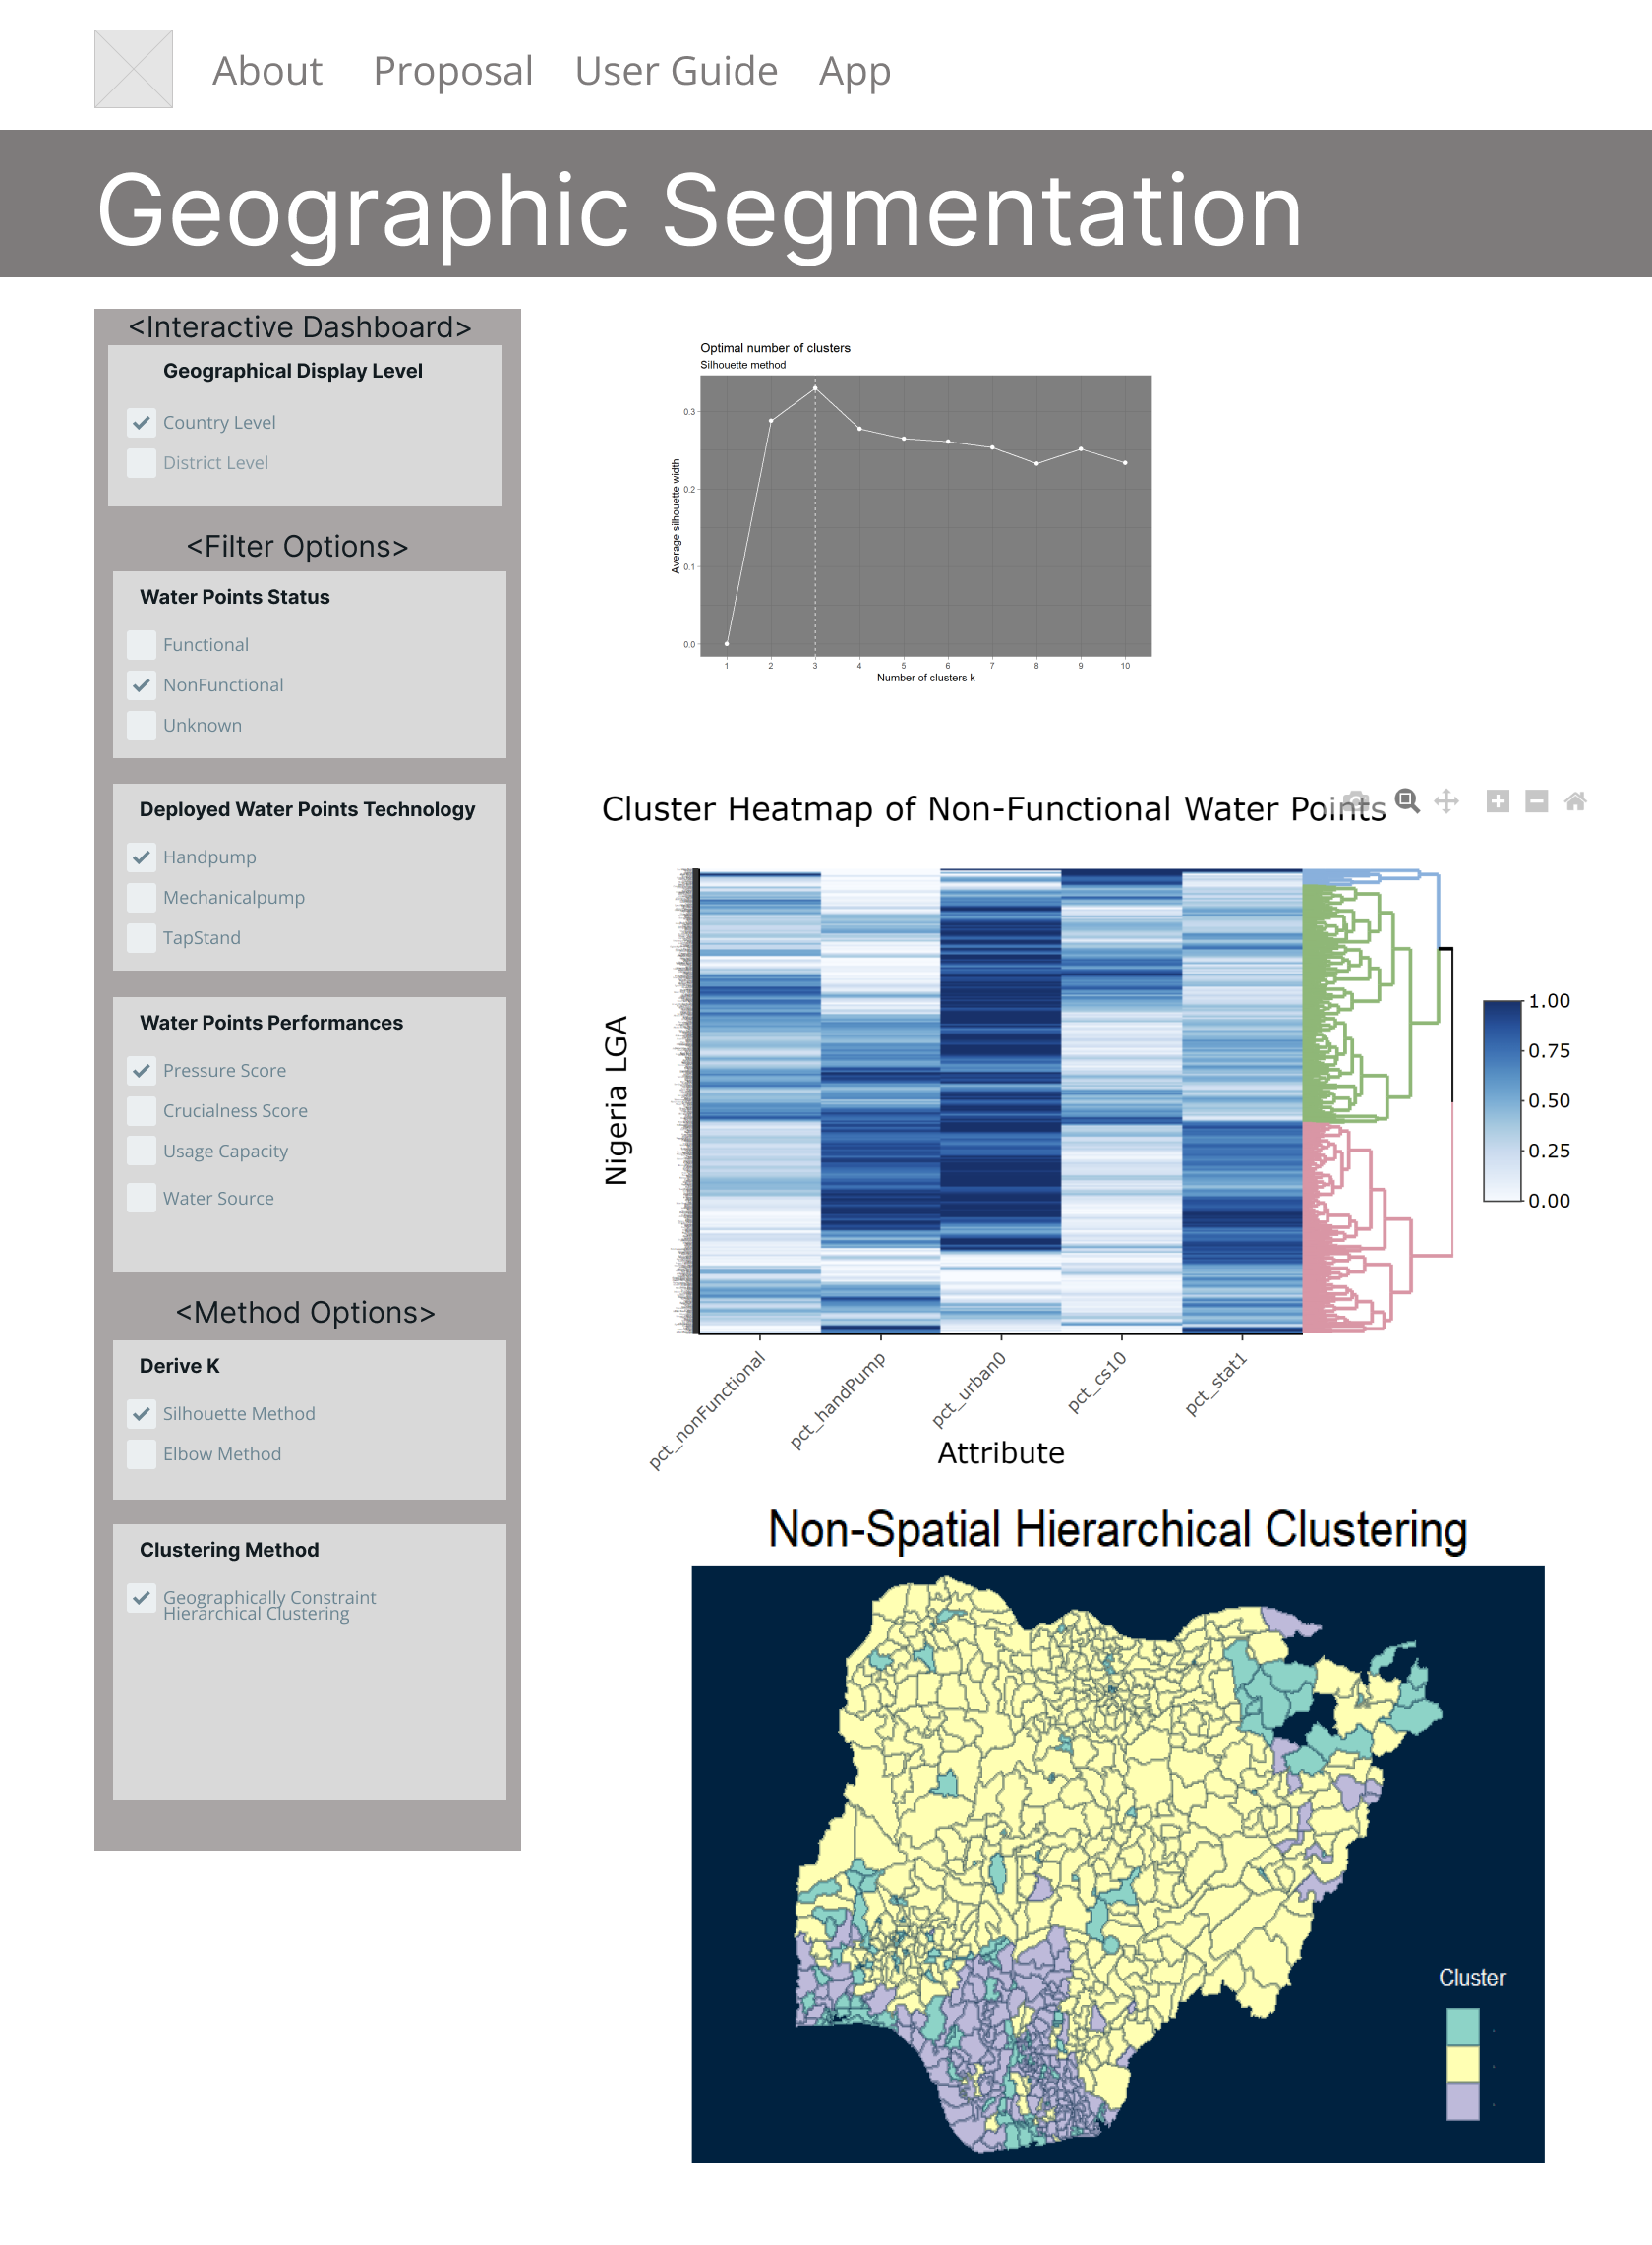 About Proposal User Guide App
Geographic Segmentation
<Interactive Dashboard>
Geographical Display Level
Country Level
District Level
<Filter Options>
Water Points Status
Functional
NonFunctional
Unknown
Deployed Water Points Technology
Handpump
Mechanicalpump
TapStand
Water Points Performances
Pressure Score
Crucialness Score
Usage Capacity
Water Source
<Method Options>
Derive K
Silhouette Method
Elbow Method
Clustering Method
Geographically Constraint
Hierarchical Clustering
Optimal number of clusters
Silhouette method
Average silhouette width
0.3
0.2
0.1
0.0
1 2 3 4 5 6 7 8 9 10
Number of clusters k
Cluster Heatmap of Non-Functional Water Points
Nigeria LGA
1.00
0.75
0.50
0.25
0.00
pct_nonFunctional
pct_handPump
pct_urban0
pct_cs10
pct_stat1
Attribute
Non-Spatial Hierarchical Clustering
Cluster